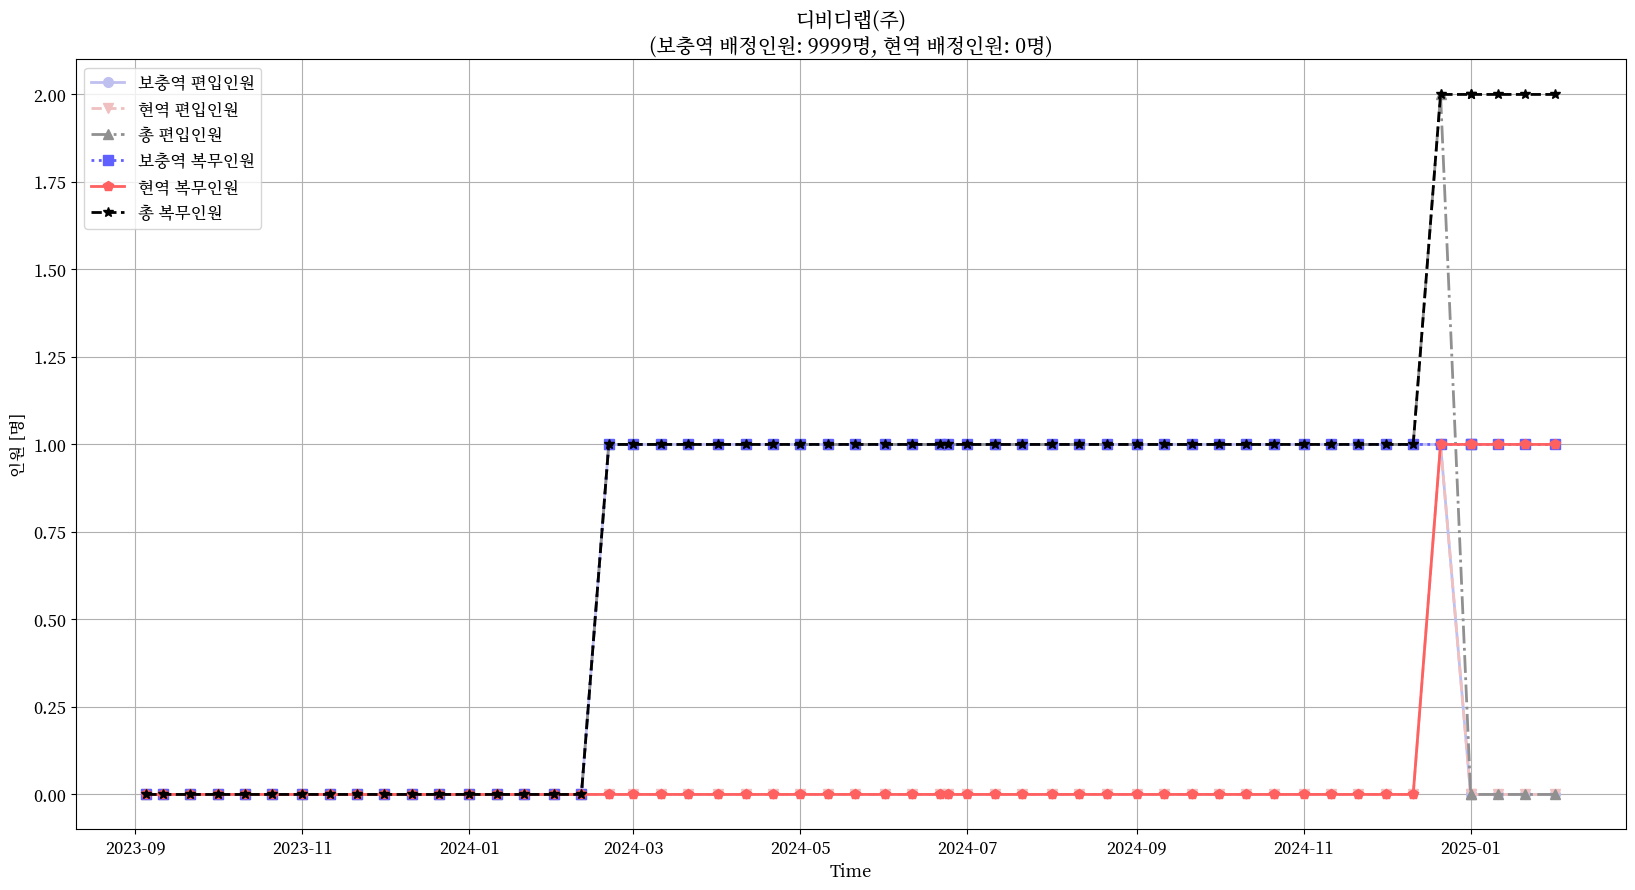 디비디랩(주)
(보충역 배정인원: 9999명, 현역 배정인원: 0명)
보충역 편입인원
현역 편입인원
총 편입인원
보충역 복무인원
현역 복무인원
총 복무인원
2.00
1.75
1.50
1.25
1.00
0.75
0.50
0.25
0.00
인원 [명]
2023-09 2023-11 2024-01 2024-03 2024-05 2024-07 2024-09 2024-11 2025-01
Time